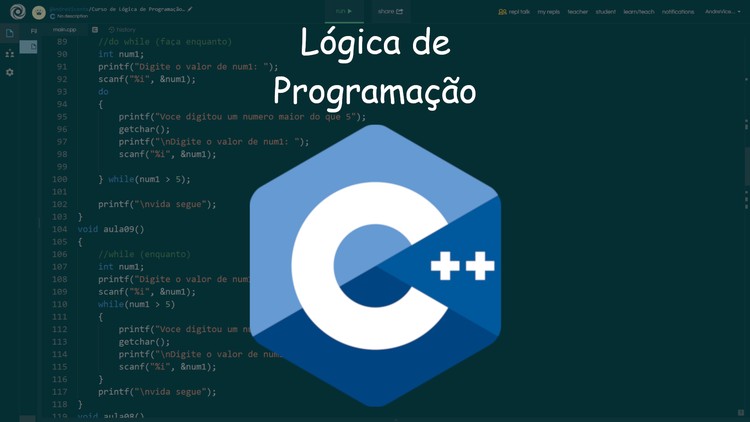 /Curso de Lógica de Programação...
No description
run
share
repl talk
my repls
teacher
student
learn/teach
notifications
main.cpp
history
Lógica de
Programação
89 //do while (faca enquanto)
90 int num1;
91 printf("Digite o valor de num1: ");
92 scanf("%i", &num1);
93 do
94 {
95 printf("Voce digitou um numero maior do que 5");
96 getchar();
97 printf("\nDigite o valor de num1: ");
98 scanf("%i", &num1);
99
100 } while(num1 > 5);
101
102 printf("\nvida segue");
103 }
104 void aula09()
105 {
106 //while (enquanto)
107 int num1;
108 printf("Digite o valor de num1
109 scanf("%i", &num1);
110 while(num1 > 5)
111 {
112 printf("Voce digitou um nu
113 getchar();
114 printf("\nDigite o valor de num
115 scanf("%i", &num1);
116 }
117 printf("\nvida segue");
118 }
119 void aula08()
C++